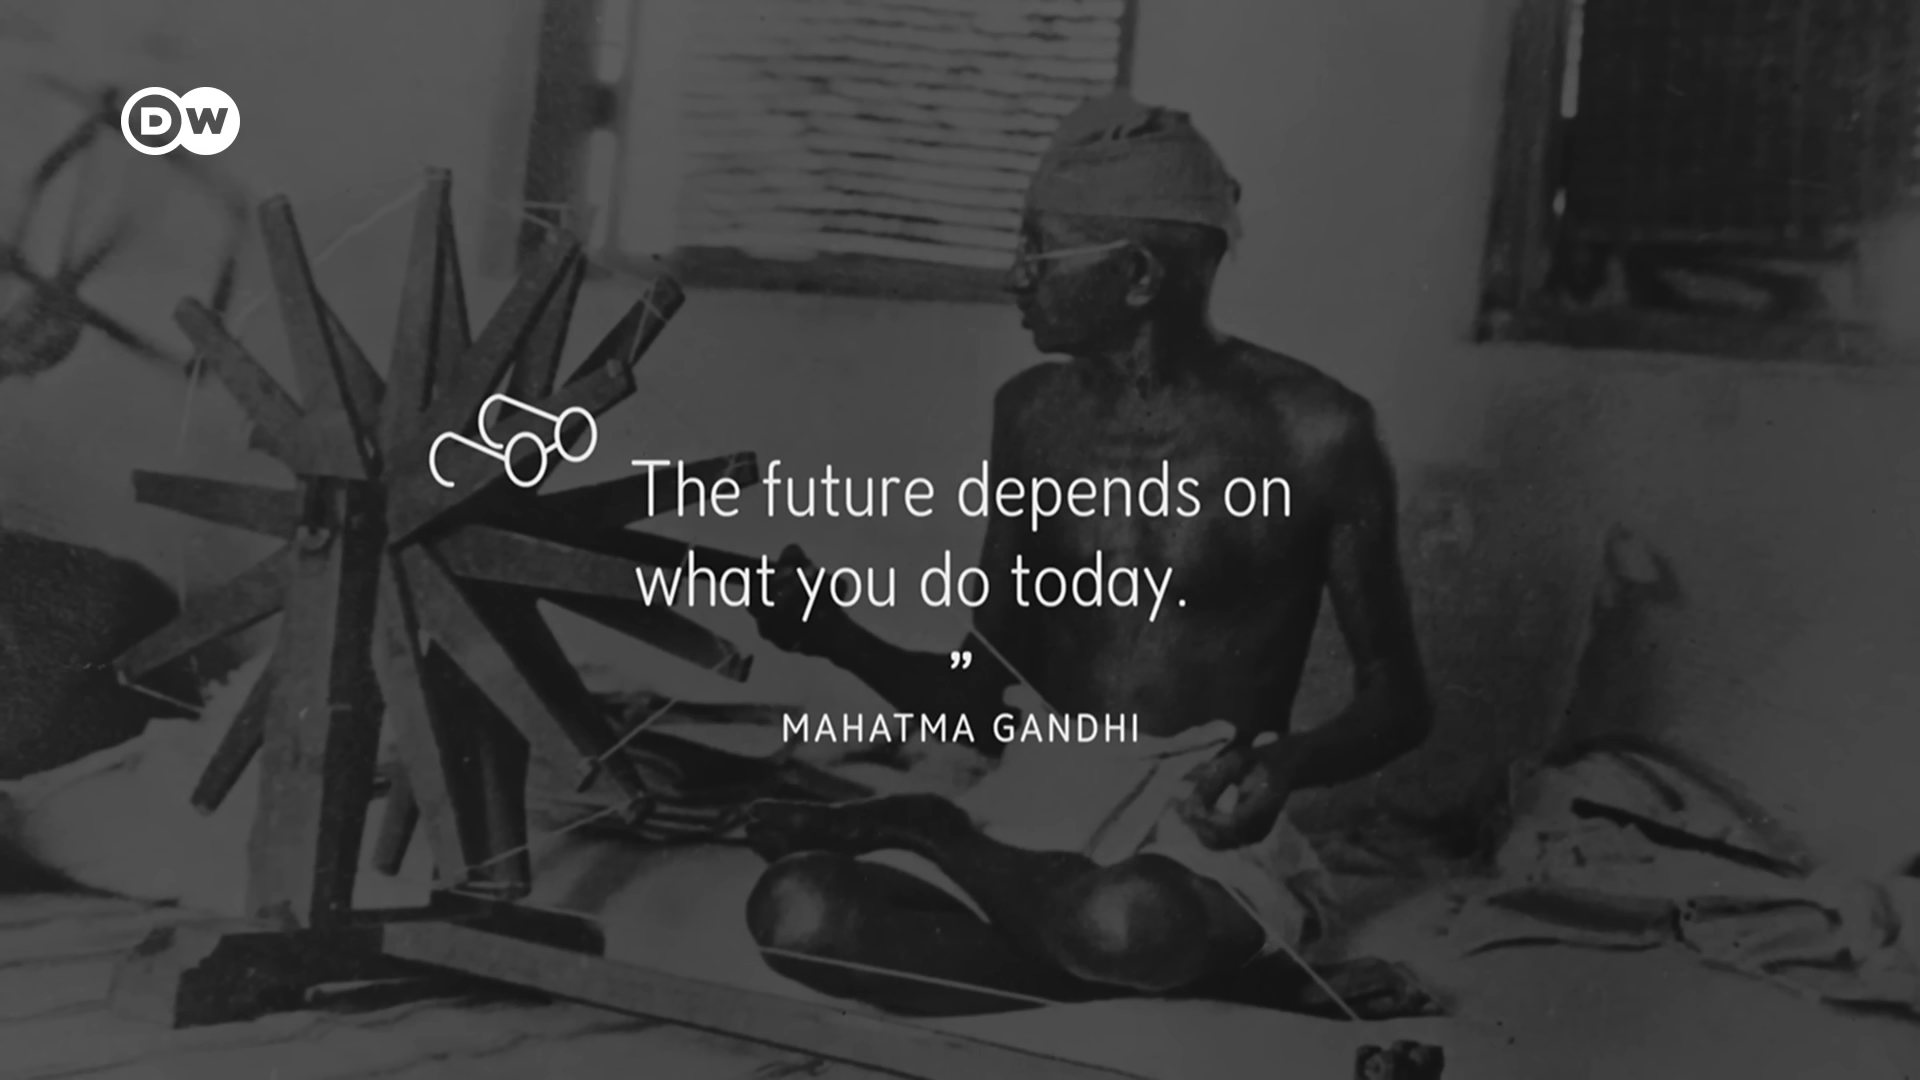 DW
The future depends on
what you do today.
”
MAHATMA GANDHI